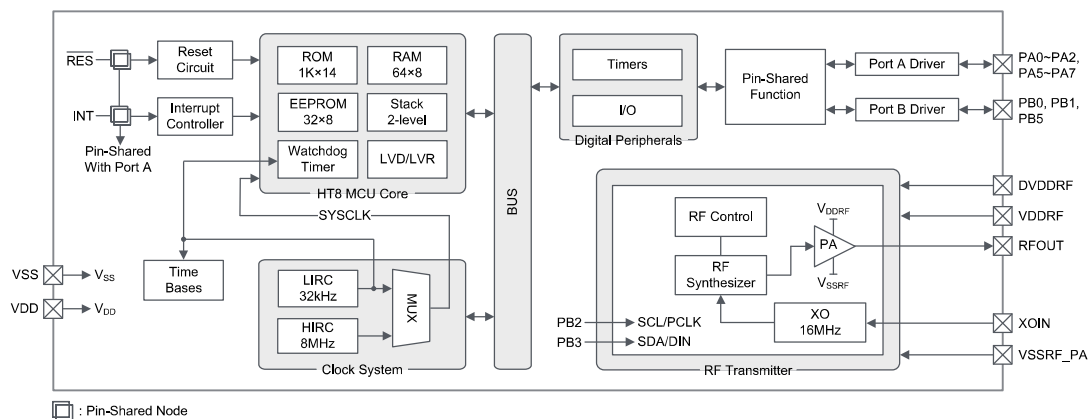 RES
Reset
Circuit
INT
Interrupt
Controller
Pin-Shared
With Port A
ROM
1K×14
RAM
64×8
EEPROM
32×8
Stack
2-level
Watchdog
Timer
LVD/LVR
HT8 MCU Core
SYSCLK
VSS
VSS
VDD
VDD
Time
Bases
LIRC
32kHz
HIRC
8MHz
MUX
Clock System
BUS
Timers
I/O
Digital Peripherals
Pin-Shared
Function
Port A Driver
Port B Driver
PA0~PA2,
PA5~PA7
PB0, PB1,
PB5
RF Control
RF
Synthesizer
VDDRF
PA
VSSRF
XO
16MHz
PB2
SCL/PCLK
PB3
SDA/DIN
RF Transmitter
DVDDRF
VDDRF
RFOUT
XOIN
VSSRF_PA
: Pin-Shared Node